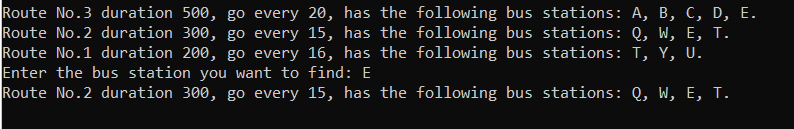 Route No.3 duration 500, go every 20, has the following bus stations: A, B, C, D, E.
Route No.2 duration 300, go every 15, has the following bus stations: Q, W, E, T.
Route No.1 duration 200, go every 16, has the following bus stations: T, Y, U.
Enter the bus station you want to find: E
Route No.2 duration 300, go every 15, has the following bus stations: Q, W, E, T.